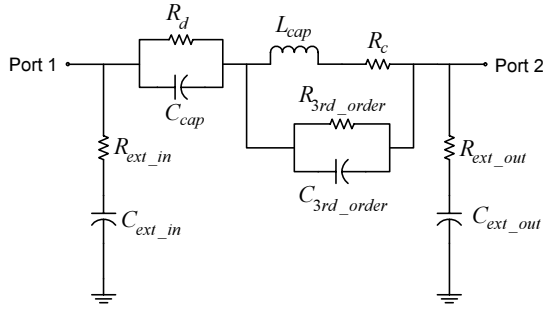 R_d
L_cap
R_c
Port 1
Port 2
C_cap
R_3rd_order
R_ext_in
R_ext_out
C_3rd_order
C_ext_in
C_ext_out